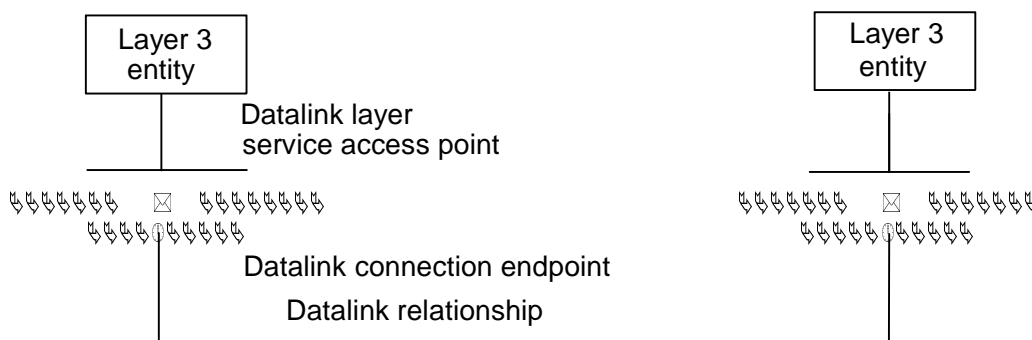 Layer 3
entity
Layer 3
entity
Datalink layer
service access point
Datalink connection endpoint
Datalink relationship